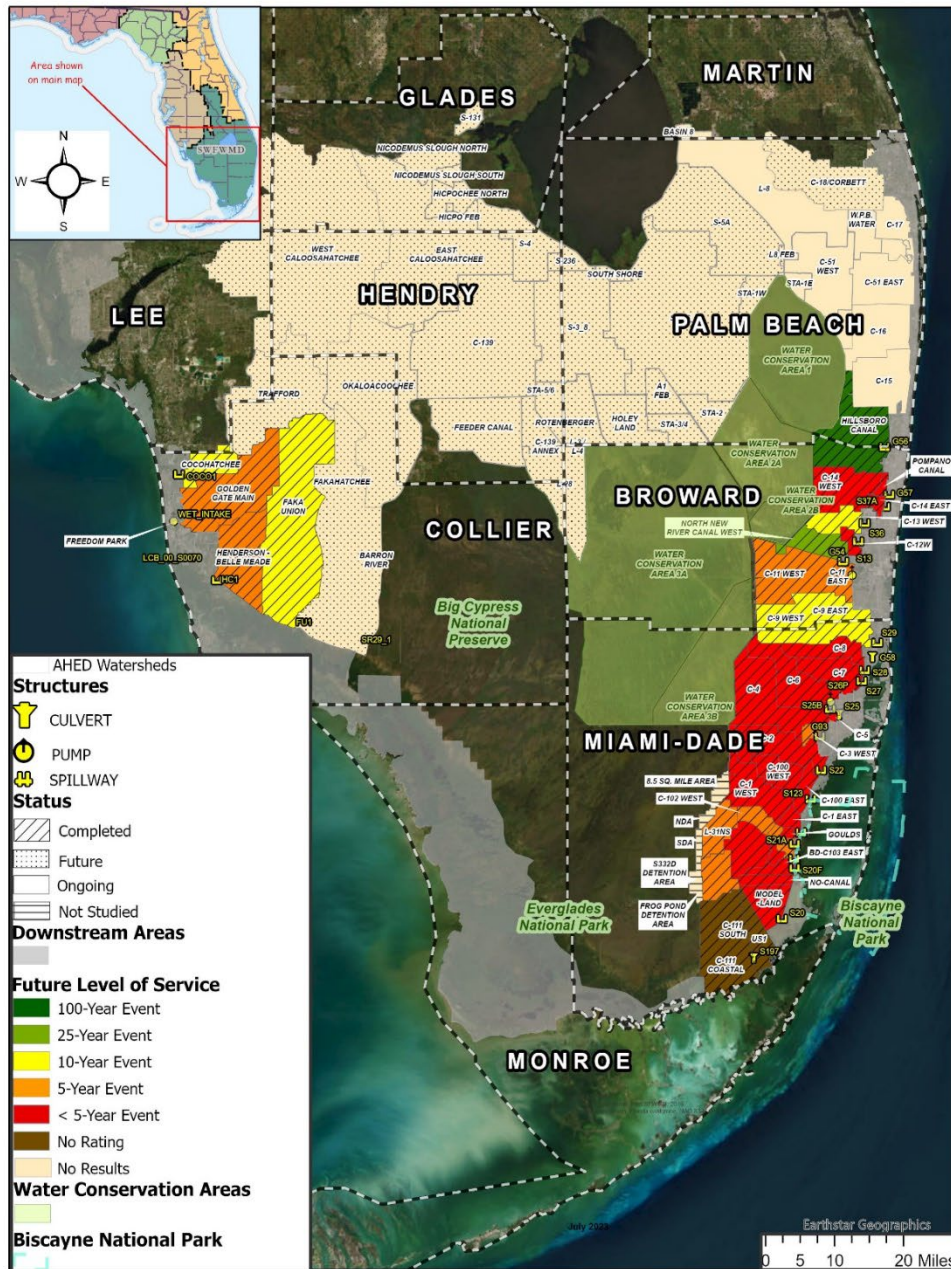 Area shown
on main map
SWFWMD
N
W
E
S
MARTIN
GLADES
S-131
BASIN 8
NICODEMUS SLOUGH NORTH
NICODEMUS SLOUGH SOUTH
HICPOCHEE NORTH
HICPO FEB
L-8
C-18/CORBETT
W.P.B.
WATER
C-17
S-5A
WEST
CALOOSAHATCHEE
EAST
CALOOSAHATCHEE
S-4
S-236
SOUTH SHORE
L8 FEB
C-51
WEST
STA-1W
STA-1E
C-51 EAST
LEE
HENDRY
PALM BEACH
S-3_8
C-139
C-16
WATER
CONSERVATION
AREA 1
C-15
TRAFFORD
OKALOACOOCHEE
STA-5/6
A1
FEB
STA-2
FEEDER CANAL
ROTENBERGER
HOLEY
LAND
STA-3/4
C-139
ANNEX
L-3/
L-4
L-28
HILLSBORO
CANAL
G56
POMPANO
CANAL
COCOHATCHEE
COCO1
GOLDEN
GATE MAIN
FAKAHATCHEE
FAKA
UNION
WET_INTAKE
FREEDOM PARK
BROWARD
WATER
CONSERVATION
AREA 2A
WATER
CONSERVATION
AREA 2B
C-14
WEST
S37A
G57
C-14 EAST
C-13 WEST
S36
C-12W
NORTH NEW
RIVER CANAL WEST
G54
S13
COLLIER
LCB_00_S0070
HENDERSON-
BELLE MEADE
HC1
BARRON
RIVER
WATER
CONSERVATION
AREA 3A
C-11 WEST
C-11
EAST
C-9 EAST
C-9 WEST
Big Cypress
National
Preserve
FU1
SR29_1
S29
G58
S28
S27
C-8
C-7
C-6
C-4
S26P
S25B
S25
C-5
WATER
CONSERVATION
AREA 3B
G93
C-3 WEST
C-2
MIAMI-DADE
S22
8.5 SQ. MILE AREA
C-100
WEST
C-1
WEST
S123
C-100 EAST
C-102 WEST
C-1 EAST
NDA
L-31NS
S21A
GOULDS
SDA
BD-C103 EAST
S332D
DETENTION
AREA
S20F
NO-CANAL
FROG POND
DETENTION
AREA
MODEL
-LAND
S20
Everglades
National Park
Biscayne
National
Park
C-111
SOUTH
U51
S197
C-111
COASTAL
MONROE
AHED Watersheds
Structures
CULVERT
PUMP
SPILLWAY
Status
Completed
Future
Ongoing
Not Studied
Downstream Areas
Future Level of Service
100-Year Event
25-Year Event
10-Year Event
5-Year Event
< 5-Year Event
No Rating
No Results
Water Conservation Areas
Biscayne National Park
July 2023
Earthstar Geographics
0 5 10 20 Miles